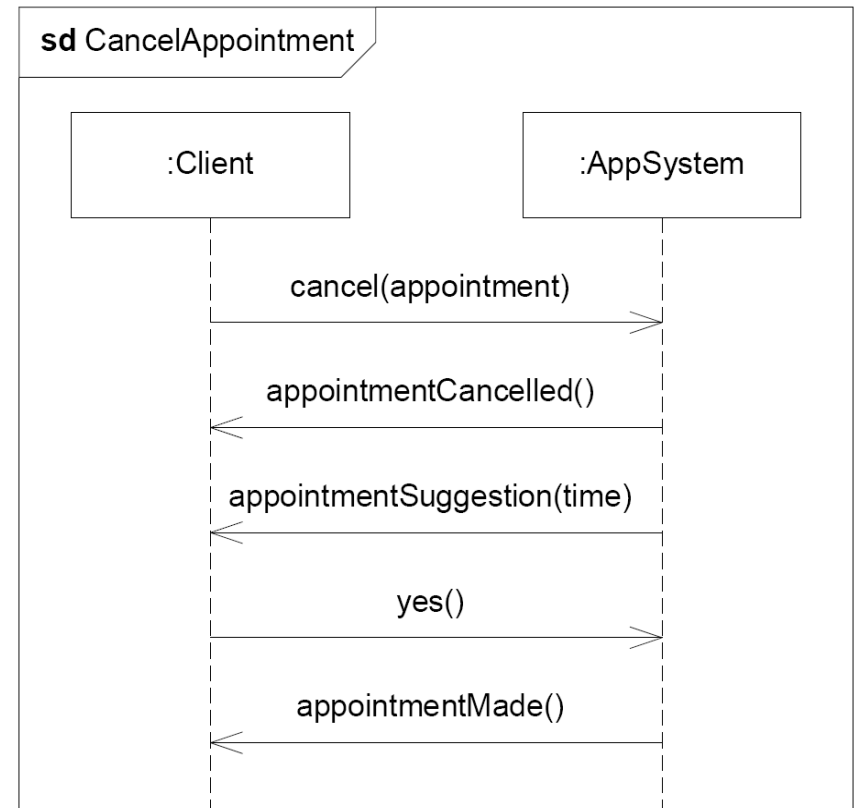 sd CancelAppointment
:Client
:AppSystem
cancel(appointment)
appointmentCancelled()
appointmentSuggestion(time)
yes()
appointmentMade()